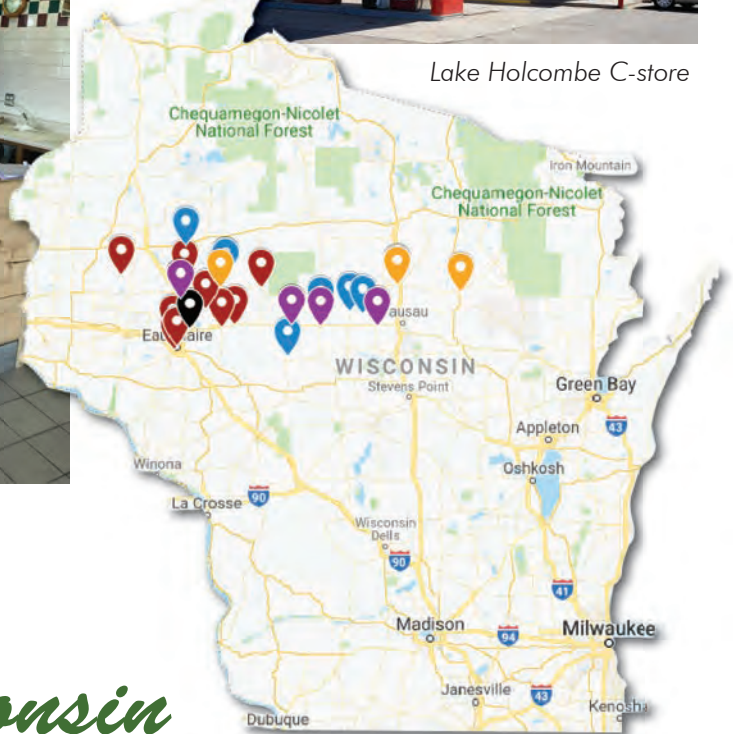 Lake Holcombe C-store
Chequamegon-Nicolet
National Forest
Iron Mountain
Chequamegon-Nicolet
National Forest
ausau
Eau
aire
WISCONSIN
Stevens Point
Green Bay
Appleton
43
Oshkosh
Winona
La Crosse
90
Wisconsin
Dells
90
41
Madison
94
Milwaukee
Janesville
43
Kenosha
Dubuque
onsin